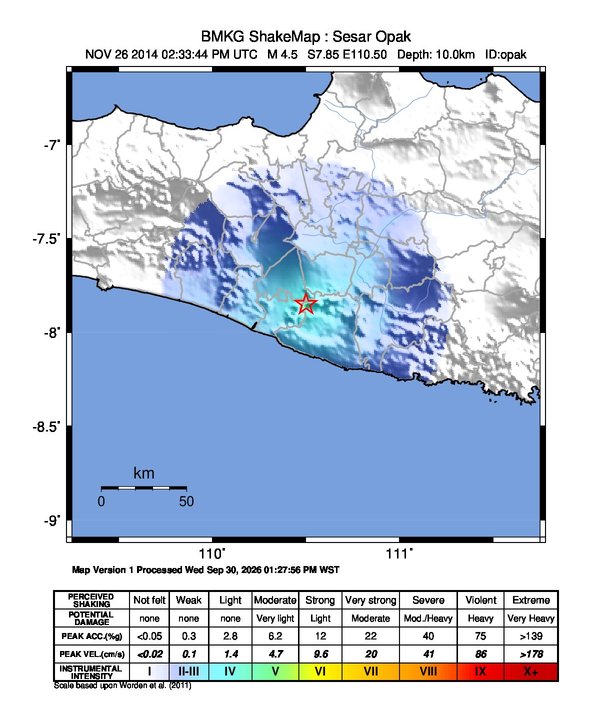 BMKG ShakeMap : Sesar Opak
NOV 26 2014 02:33:44 PM UTC M 4.5 S7.85 E110.50 Depth: 10.0km ID:opak
-7˚
-7.5˚
-8˚
-8.5˚
-9˚
km
0 50
110˚ 111˚
Map Version 1 Processed Wed Sep 30, 2026 01:27:56 PM WST
PERCEIVED SHAKING Not felt Weak Light Moderate Strong Very strong Severe Violent Extreme
POTENTIAL DAMAGE none none none Very light Light Moderate Mod./Heavy Heavy Very Heavy
PEAK ACC.(%g) <0.05 0.3 2.8 6.2 12 22 40 75 >139
PEAK VEL.(cm/s) <0.02 0.1 1.4 4.7 9.6 20 41 86 >178
INSTRUMENTAL INTENSITY I II-III IV V VI VII VIII IX X+
Scale based upon Worden et al. (2011)